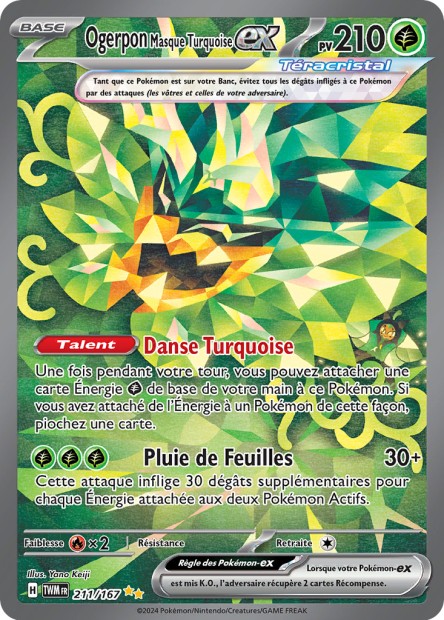 BASE Ogerpon Masque Turquoise ex PV 210
Téracristal
Tant que ce Pokémon est sur votre Banc, évitez tous les dégâts infligés à ce Pokémon
par des attaques (les vôtres et celles de votre adversaire).
Talent Danse Turquoise
Une fois pendant votre tour, vous pouvez attacher une
carte Énergie de base de votre main à ce Pokémon. Si
vous avez attaché de l'Énergie à un Pokémon de cette façon,
piochez une carte.
Pluie de Feuilles 30+
Cette attaque inflige 30 dégâts supplémentaires pour
chaque Énergie attachée aux deux Pokémon Actifs.
Faiblesse ×2 Résistance Retraite
Illus. Yano Keiji
Règle des Pokémon-ex Lorsque votre Pokémon-ex
est mis K.O., l'adversaire récupère 2 cartes Récompense.
H TWM FR 211/167
©2024 Pokémon/Nintendo/Creatures/GAME FREAK